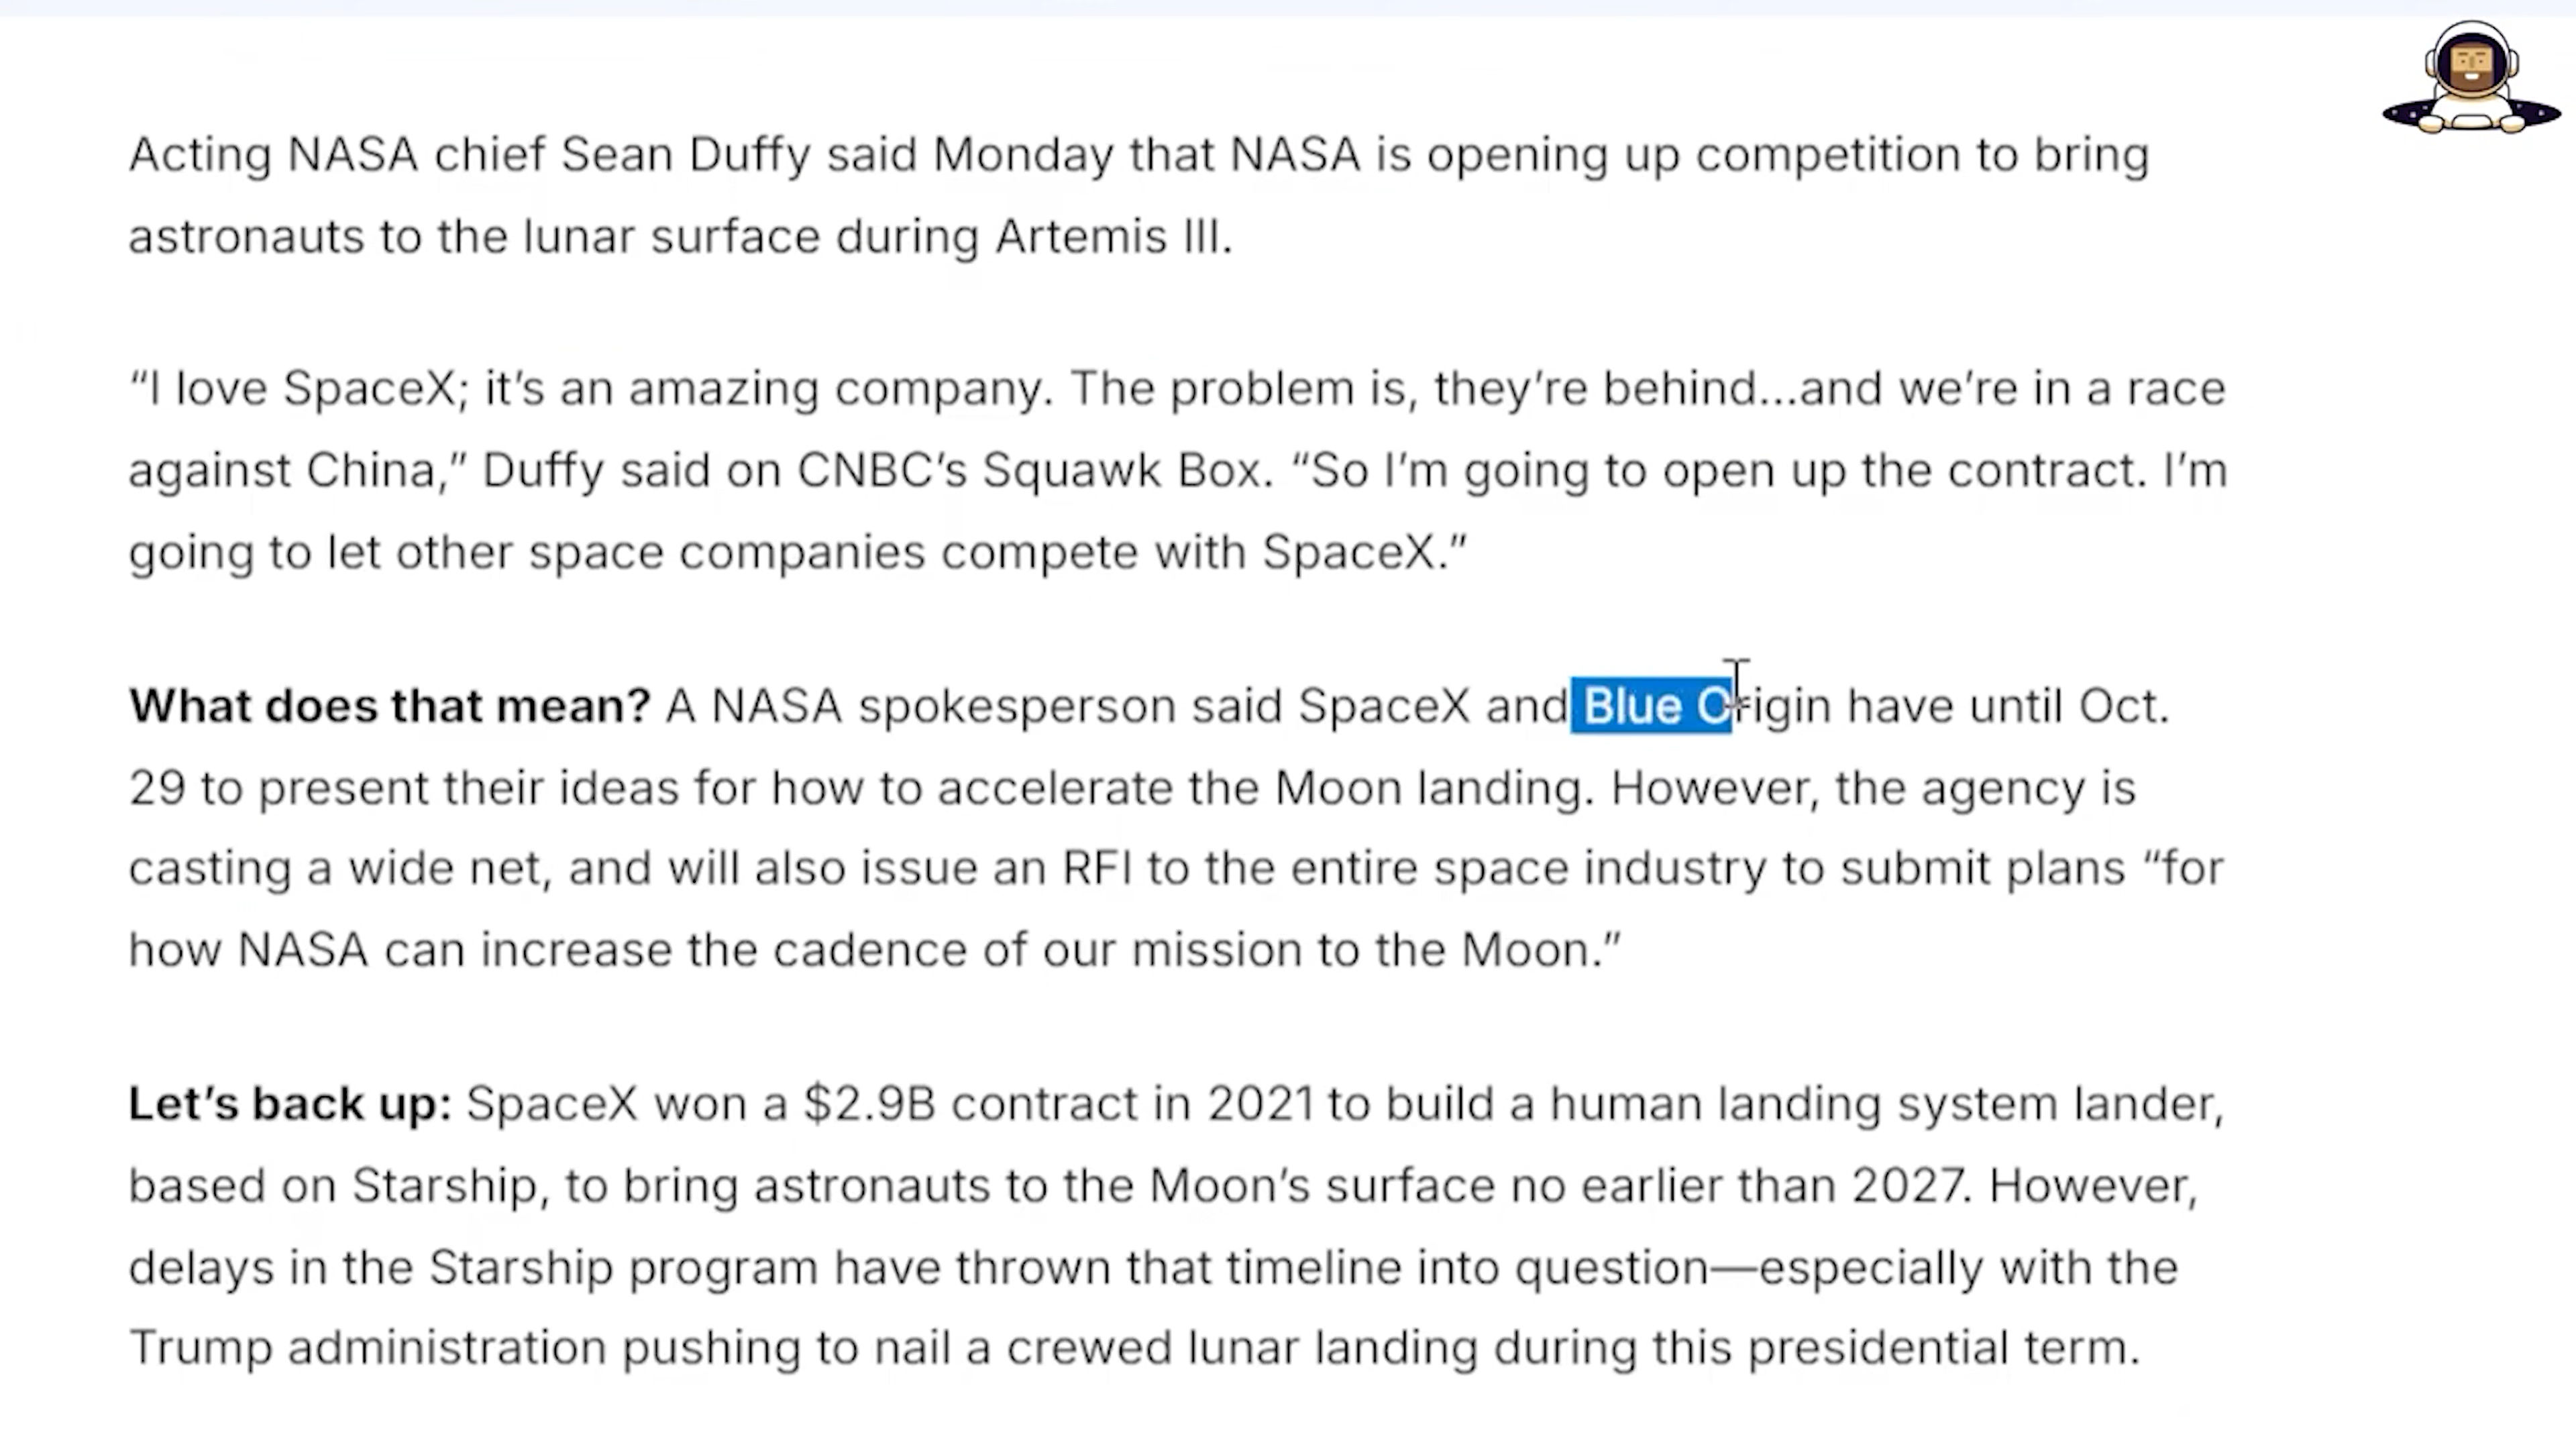 Acting NASA chief Sean Duffy said Monday that NASA is opening up competition to bring
astronauts to the lunar surface during Artemis III.
“I love SpaceX; it’s an amazing company. The problem is, they’re behind...and we’re in a race
against China,” Duffy said on CNBC’s Squawk Box. “So I’m going to open up the contract. I’m
going to let other space companies compete with SpaceX.”
What does that mean? A NASA spokesperson said SpaceX and Blue Origin have until Oct.
29 to present their ideas for how to accelerate the Moon landing. However, the agency is
casting a wide net, and will also issue an RFI to the entire space industry to submit plans “for
how NASA can increase the cadence of our mission to the Moon.”
Let’s back up: SpaceX won a $2.9B contract in 2021 to build a human landing system lander,
based on Starship, to bring astronauts to the Moon’s surface no earlier than 2027. However,
delays in the Starship program have thrown that timeline into question—especially with the
Trump administration pushing to nail a crewed lunar landing during this presidential term.